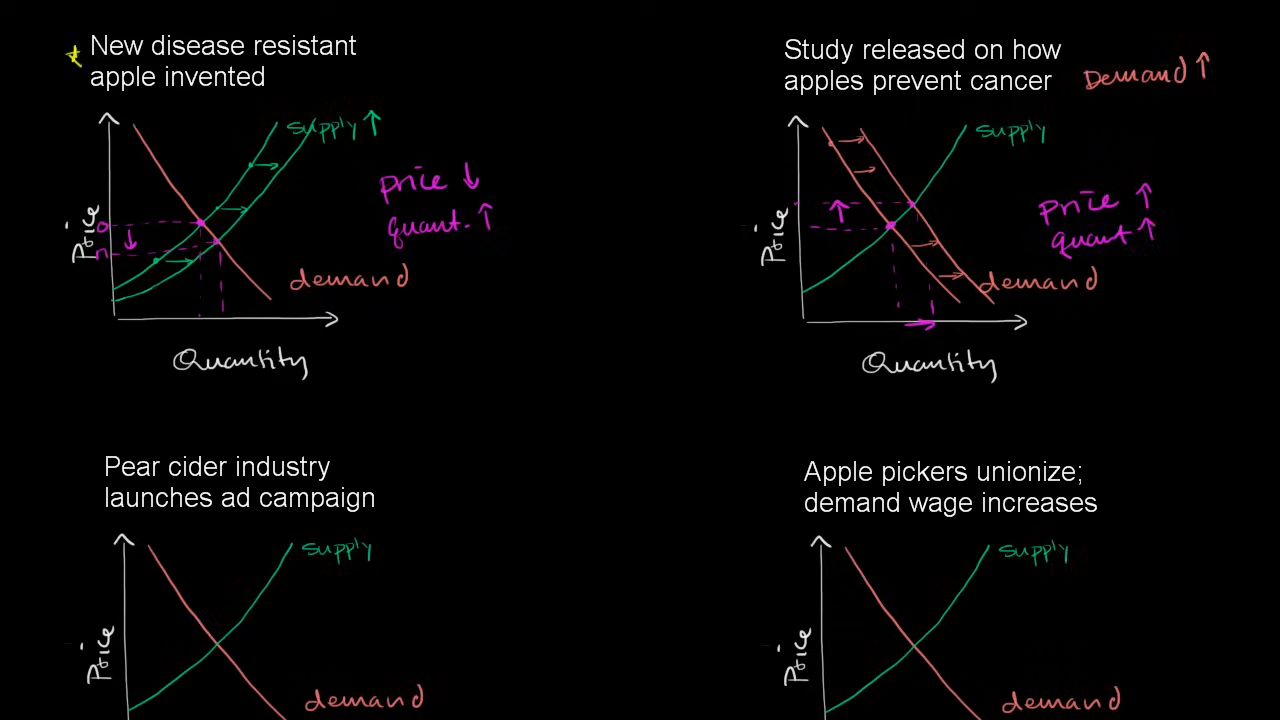 New disease resistant
apple invented
supply ↑
price ↓
quant. ↑
o
n
Price
demand
Quantity
Study released on how
apples prevent cancer
Demand ↑
supply
price ↑
quant ↑
Price
demand
Quantity
Pear cider industry
launches ad campaign
supply
Price
demand
Apple pickers unionize;
demand wage increases
supply
Price
demand